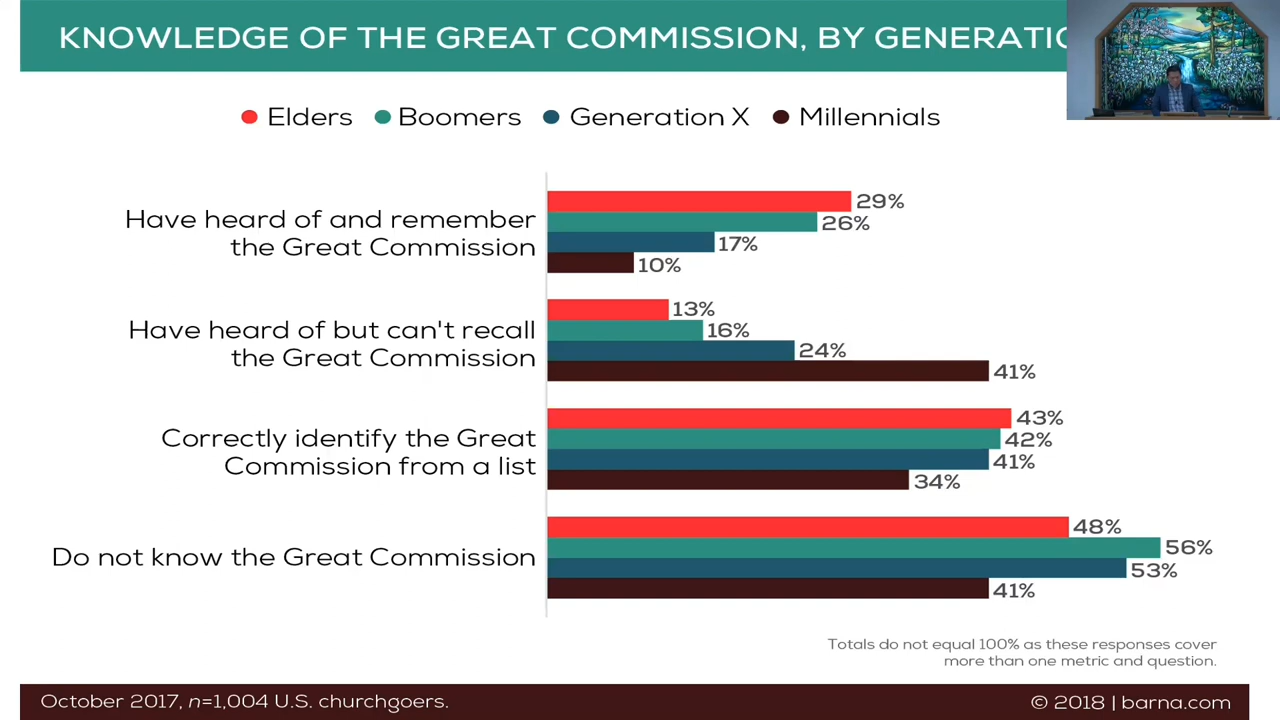 KNOWLEDGE OF THE GREAT COMMISSION, BY GENERATIO
Elders Boomers Generation X Millennials
Have heard of and remember
the Great Commission
29%
26%
17%
10%
Have heard of but can't recall
the Great Commission
13%
16%
24%
41%
Correctly identify the Great
Commission from a list
43%
42%
41%
34%
Do not know the Great Commission
48%
56%
53%
41%
Totals do not equal 100% as these responses cover
more than one metric and question.
October 2017, n=1,004 U.S. churchgoers.
© 2018 | barna.com